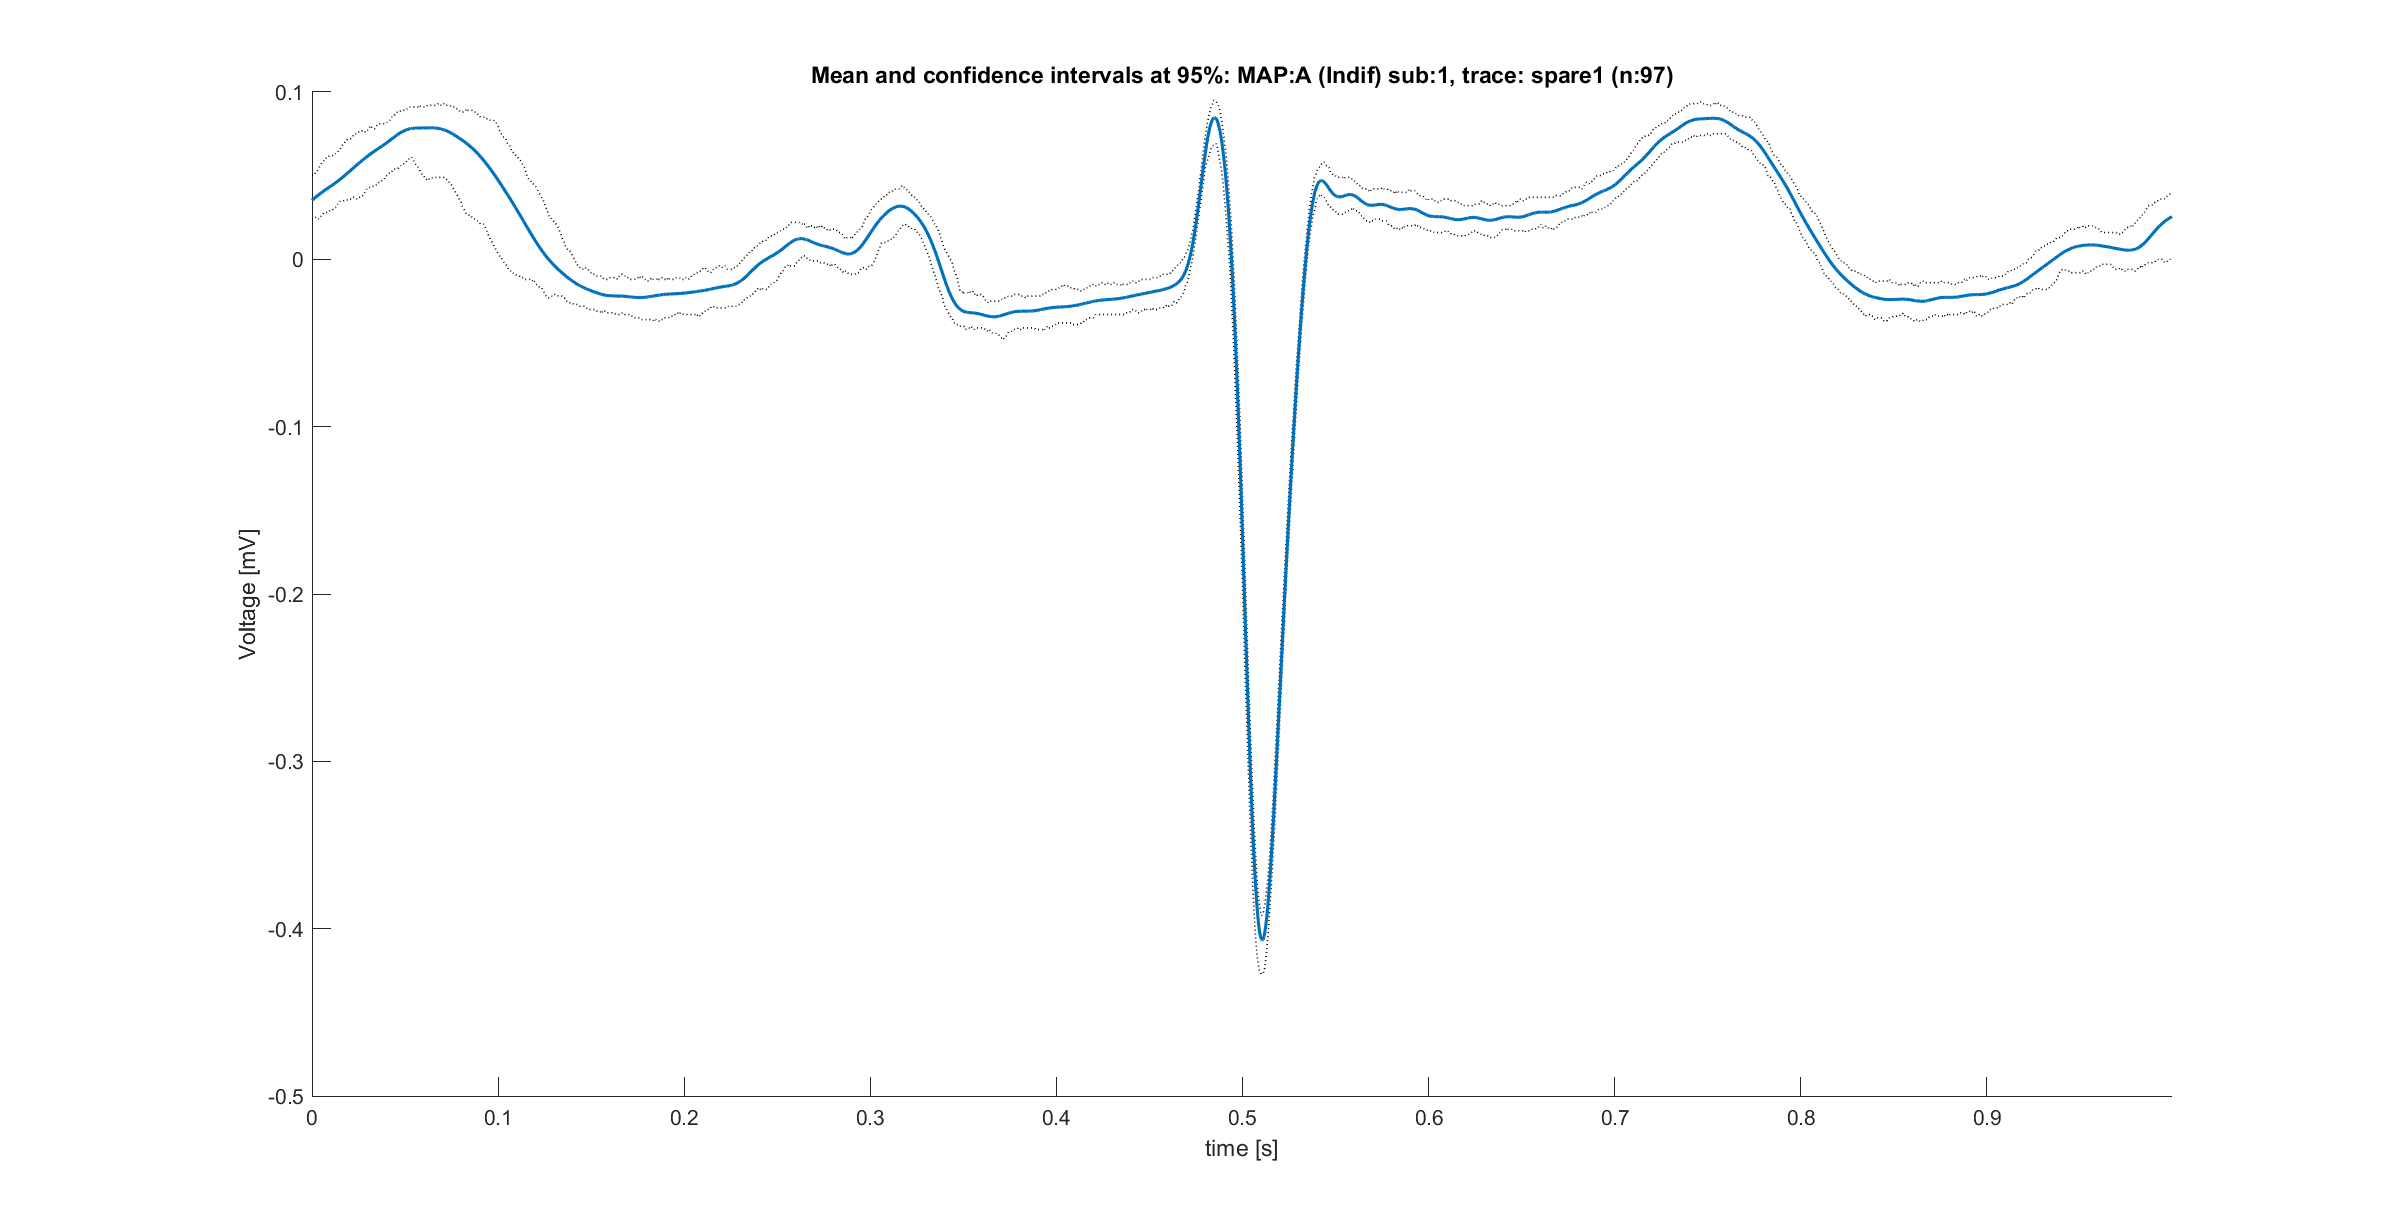 Mean and confidence intervals at 95%: MAP:A (Indif) sub:1, trace: spare1 (n:97)
0.1
0
-0.1
-0.2
-0.3
-0.4
-0.5
Voltage [mV]
0 0.1 0.2 0.3 0.4 0.5 0.6 0.7 0.8 0.9
time [s]